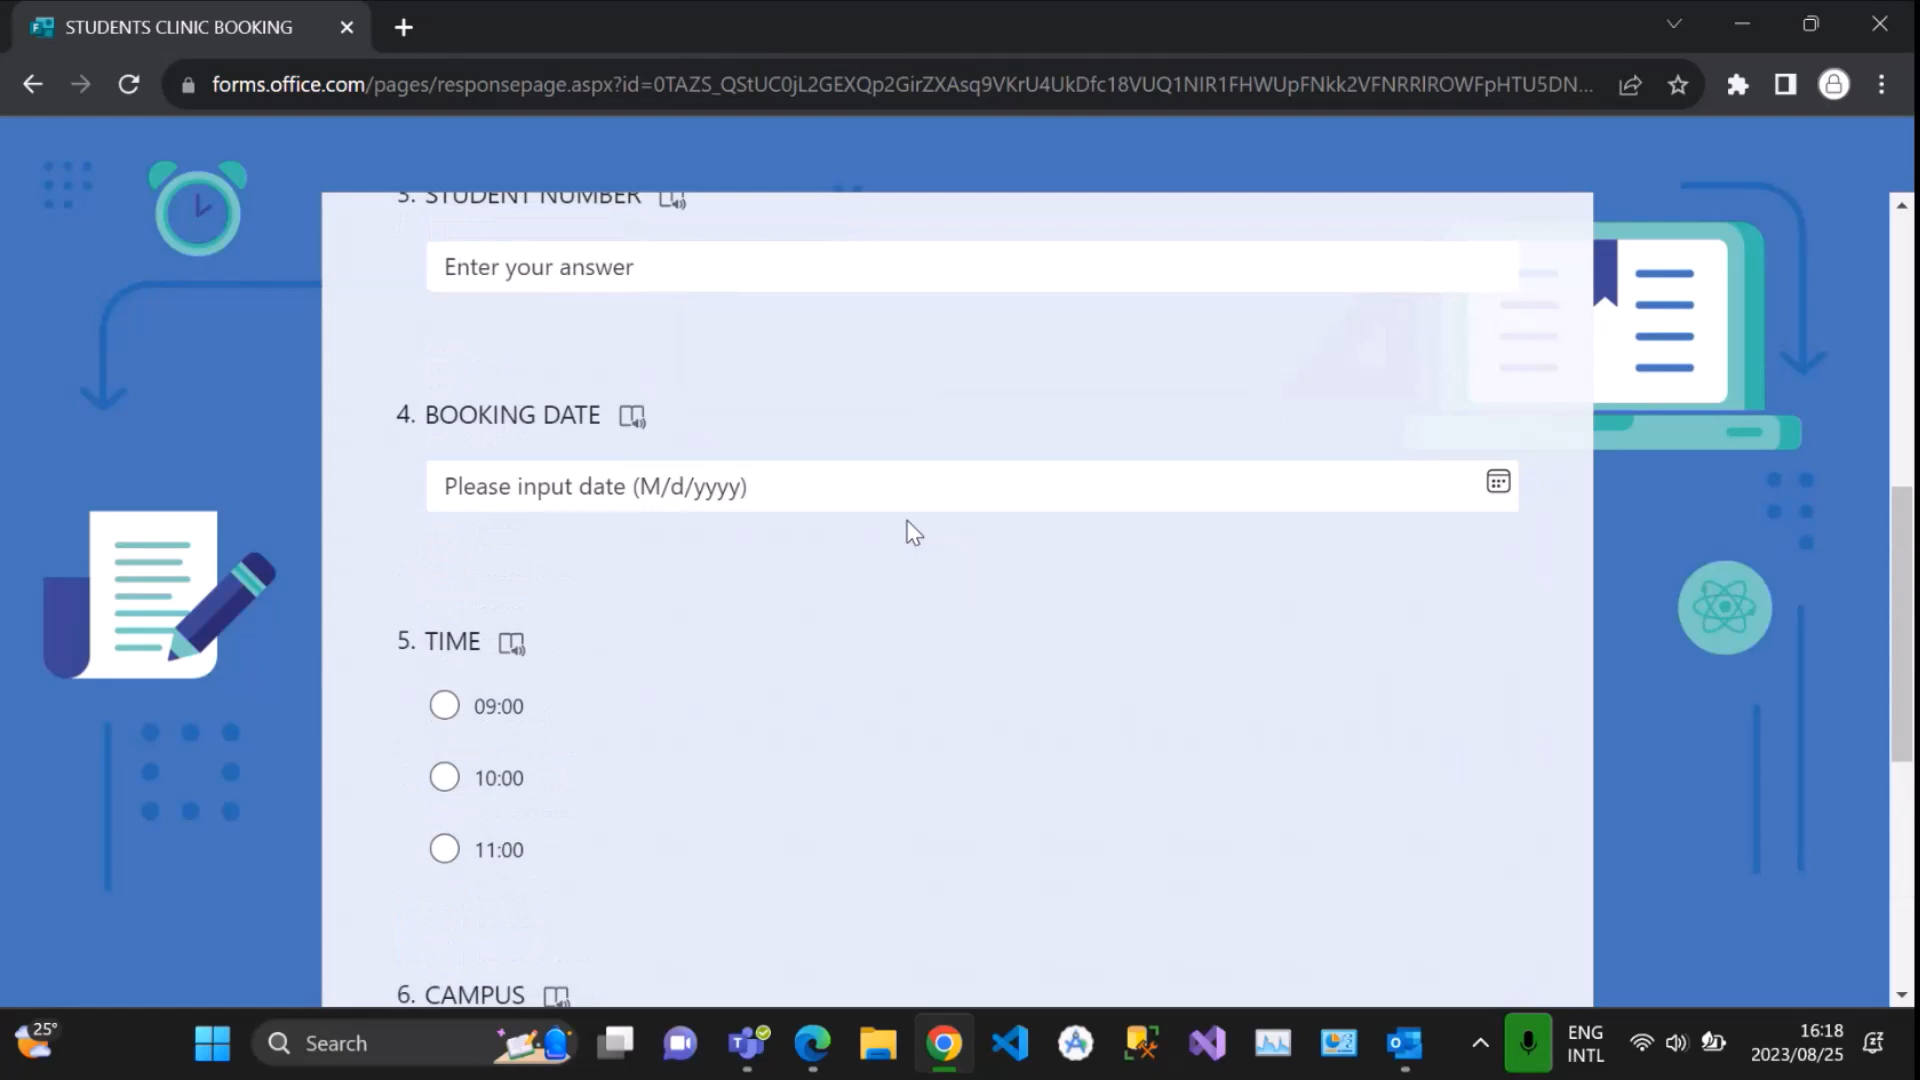 STUDENTS CLINIC BOOKING
forms.office.com/pages/responsepage.aspx?id=0TAZS_QStUC0jL2GEXQp2GirZXAsq9VKrU4UkDfc18VUQ1NIR1FHWUpFNkk2VFNRRlROWFpHTU5DN...
3. STUDENT NUMBER
Enter your answer
4. BOOKING DATE
Please input date (M/d/yyyy)
5. TIME
09:00
10:00
11:00
6. CAMPUS
25°
Search
ENG
INTL
16:18
2023/08/25